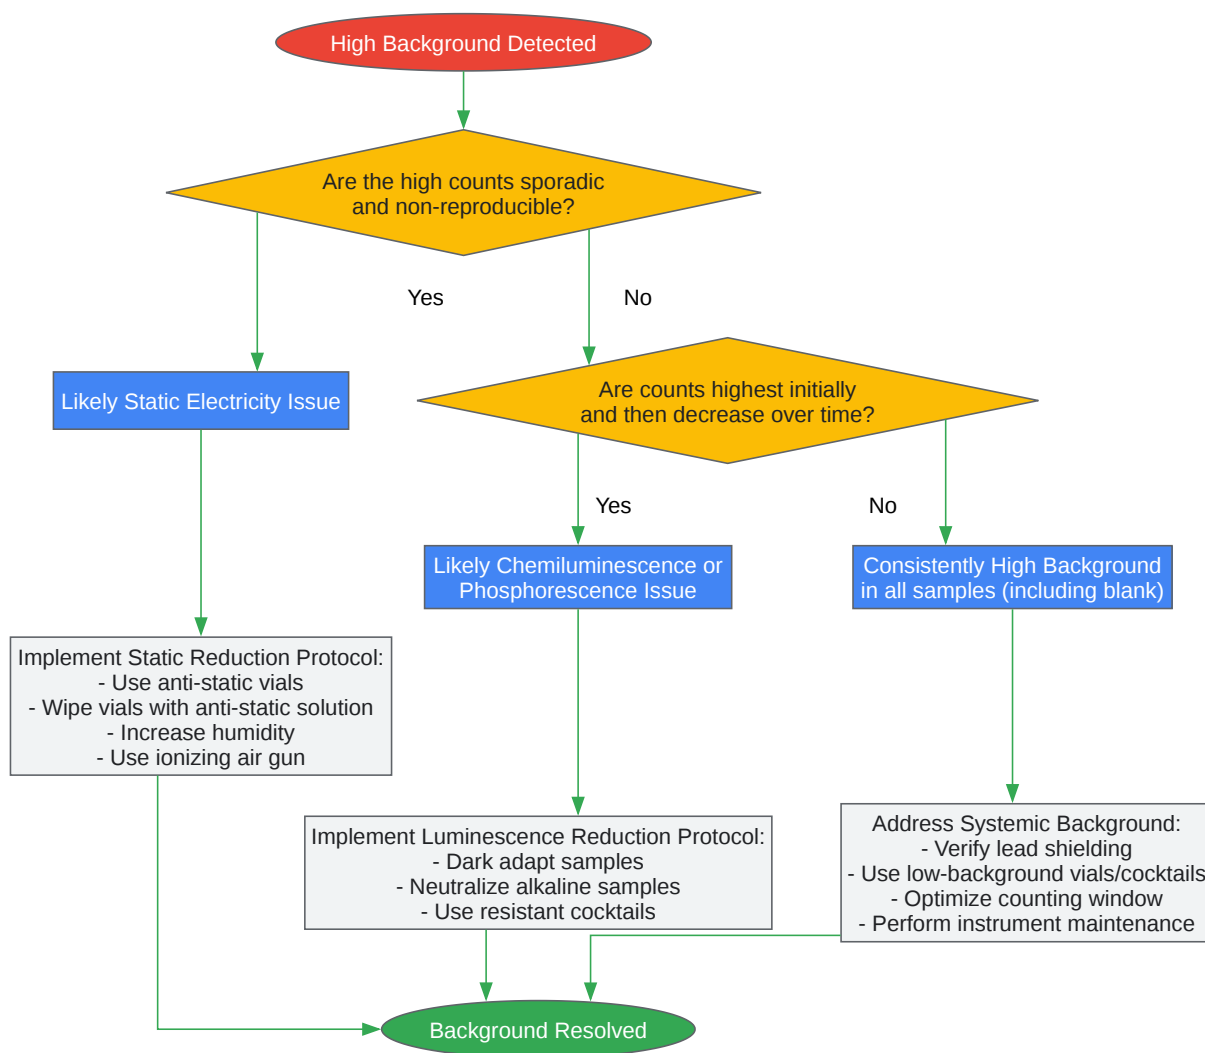 High Background Detected
Are the high counts sporadic
and non-reproducible?
Yes
No
Likely Static Electricity Issue
Are counts highest initially
and then decrease over time?
Yes
No
Likely Chemiluminescence or
Phosphorescence Issue
Consistently High Background
in all samples (including blank)
Implement Static Reduction Protocol:
- Use anti-static vials
- Wipe vials with anti-static solution
- Increase humidity
- Use ionizing air gun
Implement Luminescence Reduction Protocol:
- Dark adapt samples
- Neutralize alkaline samples
- Use resistant cocktails
Address Systemic Background:
- Verify lead shielding
- Use low-background vials/cocktails
- Optimize counting window
- Perform instrument maintenance
Background Resolved